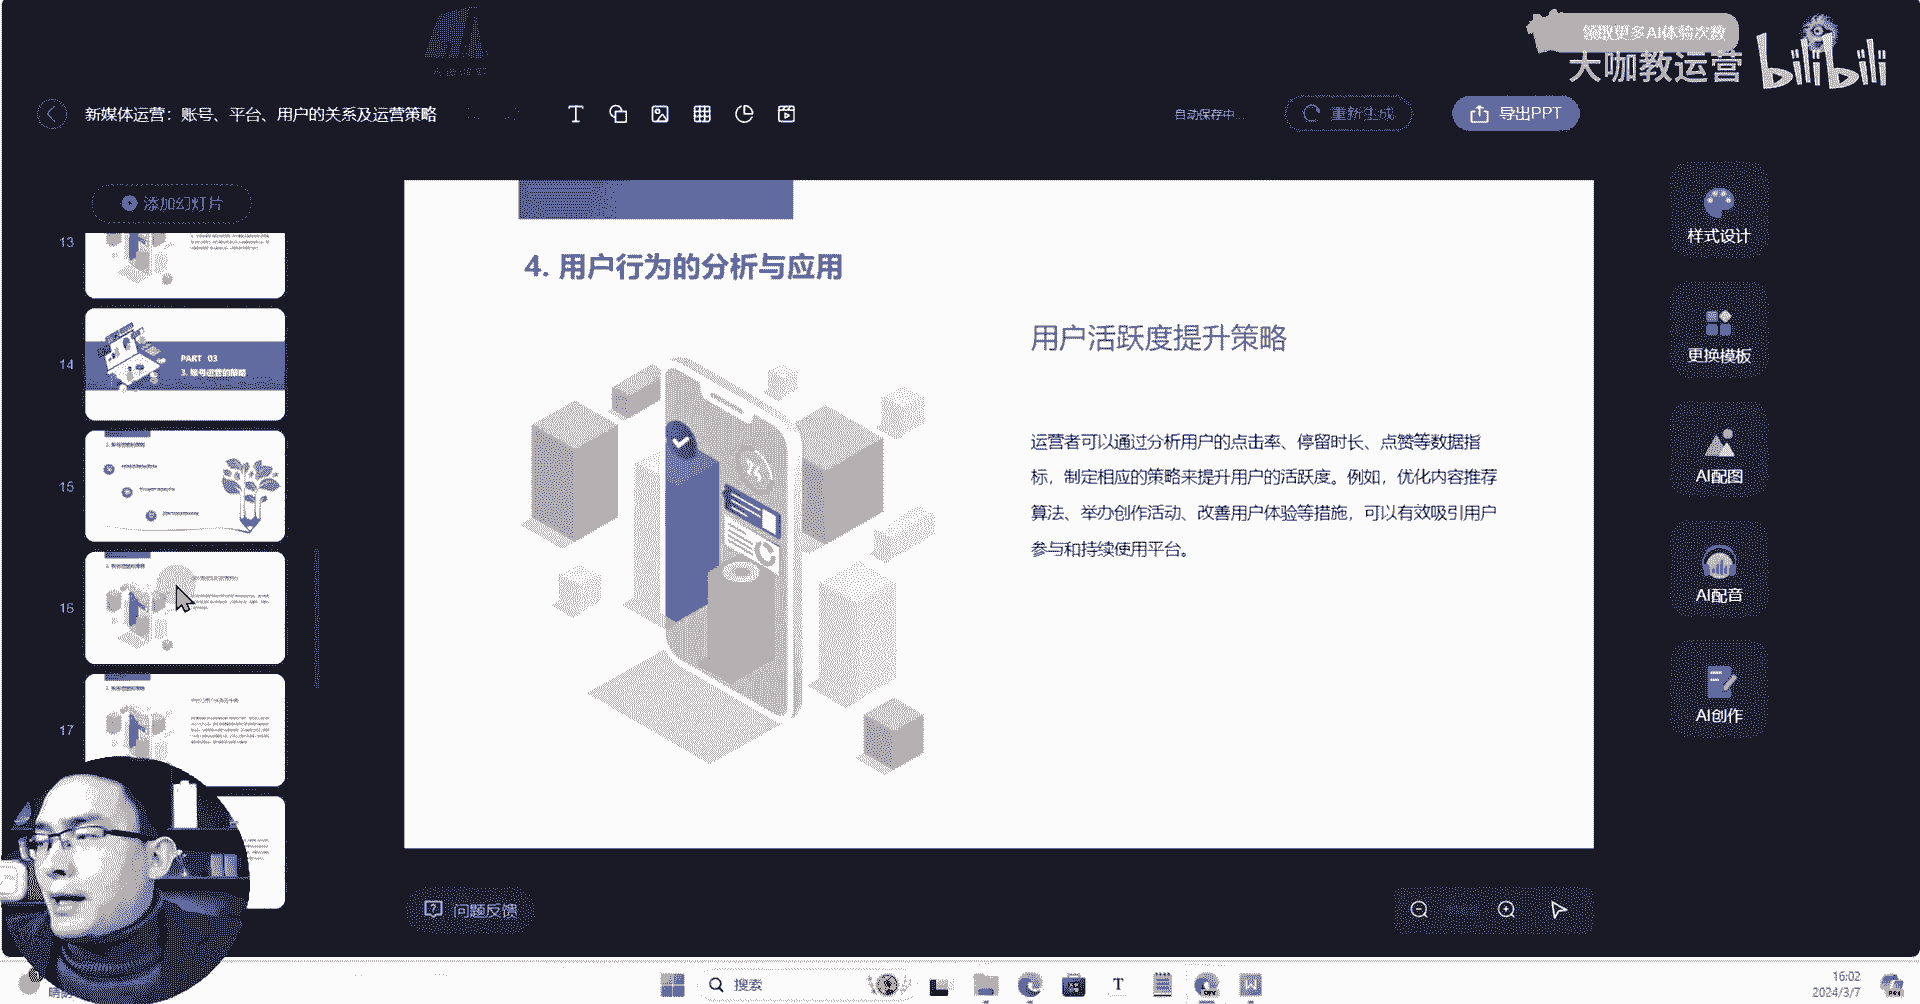 领取更多AI体验次数
大咖教运营
bilibili
新媒体运营：账号、平台、用户的关系及运营策略
自动保存中...
重新生成
导出PPT
添加幻灯片
13
14
PART 03
3. 账号运营的策略
15
16
17
4. 用户行为的分析与应用
用户活跃度提升策略
运营者可以通过分析用户的点击率、停留时长、点赞等数据指
标，制定相应的策略来提升用户的活跃度。例如，优化内容推荐
算法、举办创作活动、改善用户体验等措施，可以有效吸引用户
参与和持续使用平台。
样式设计
更换模板
AI配图
AI配音
AI创作
问题反馈
搜索
16:02
2024/3/7